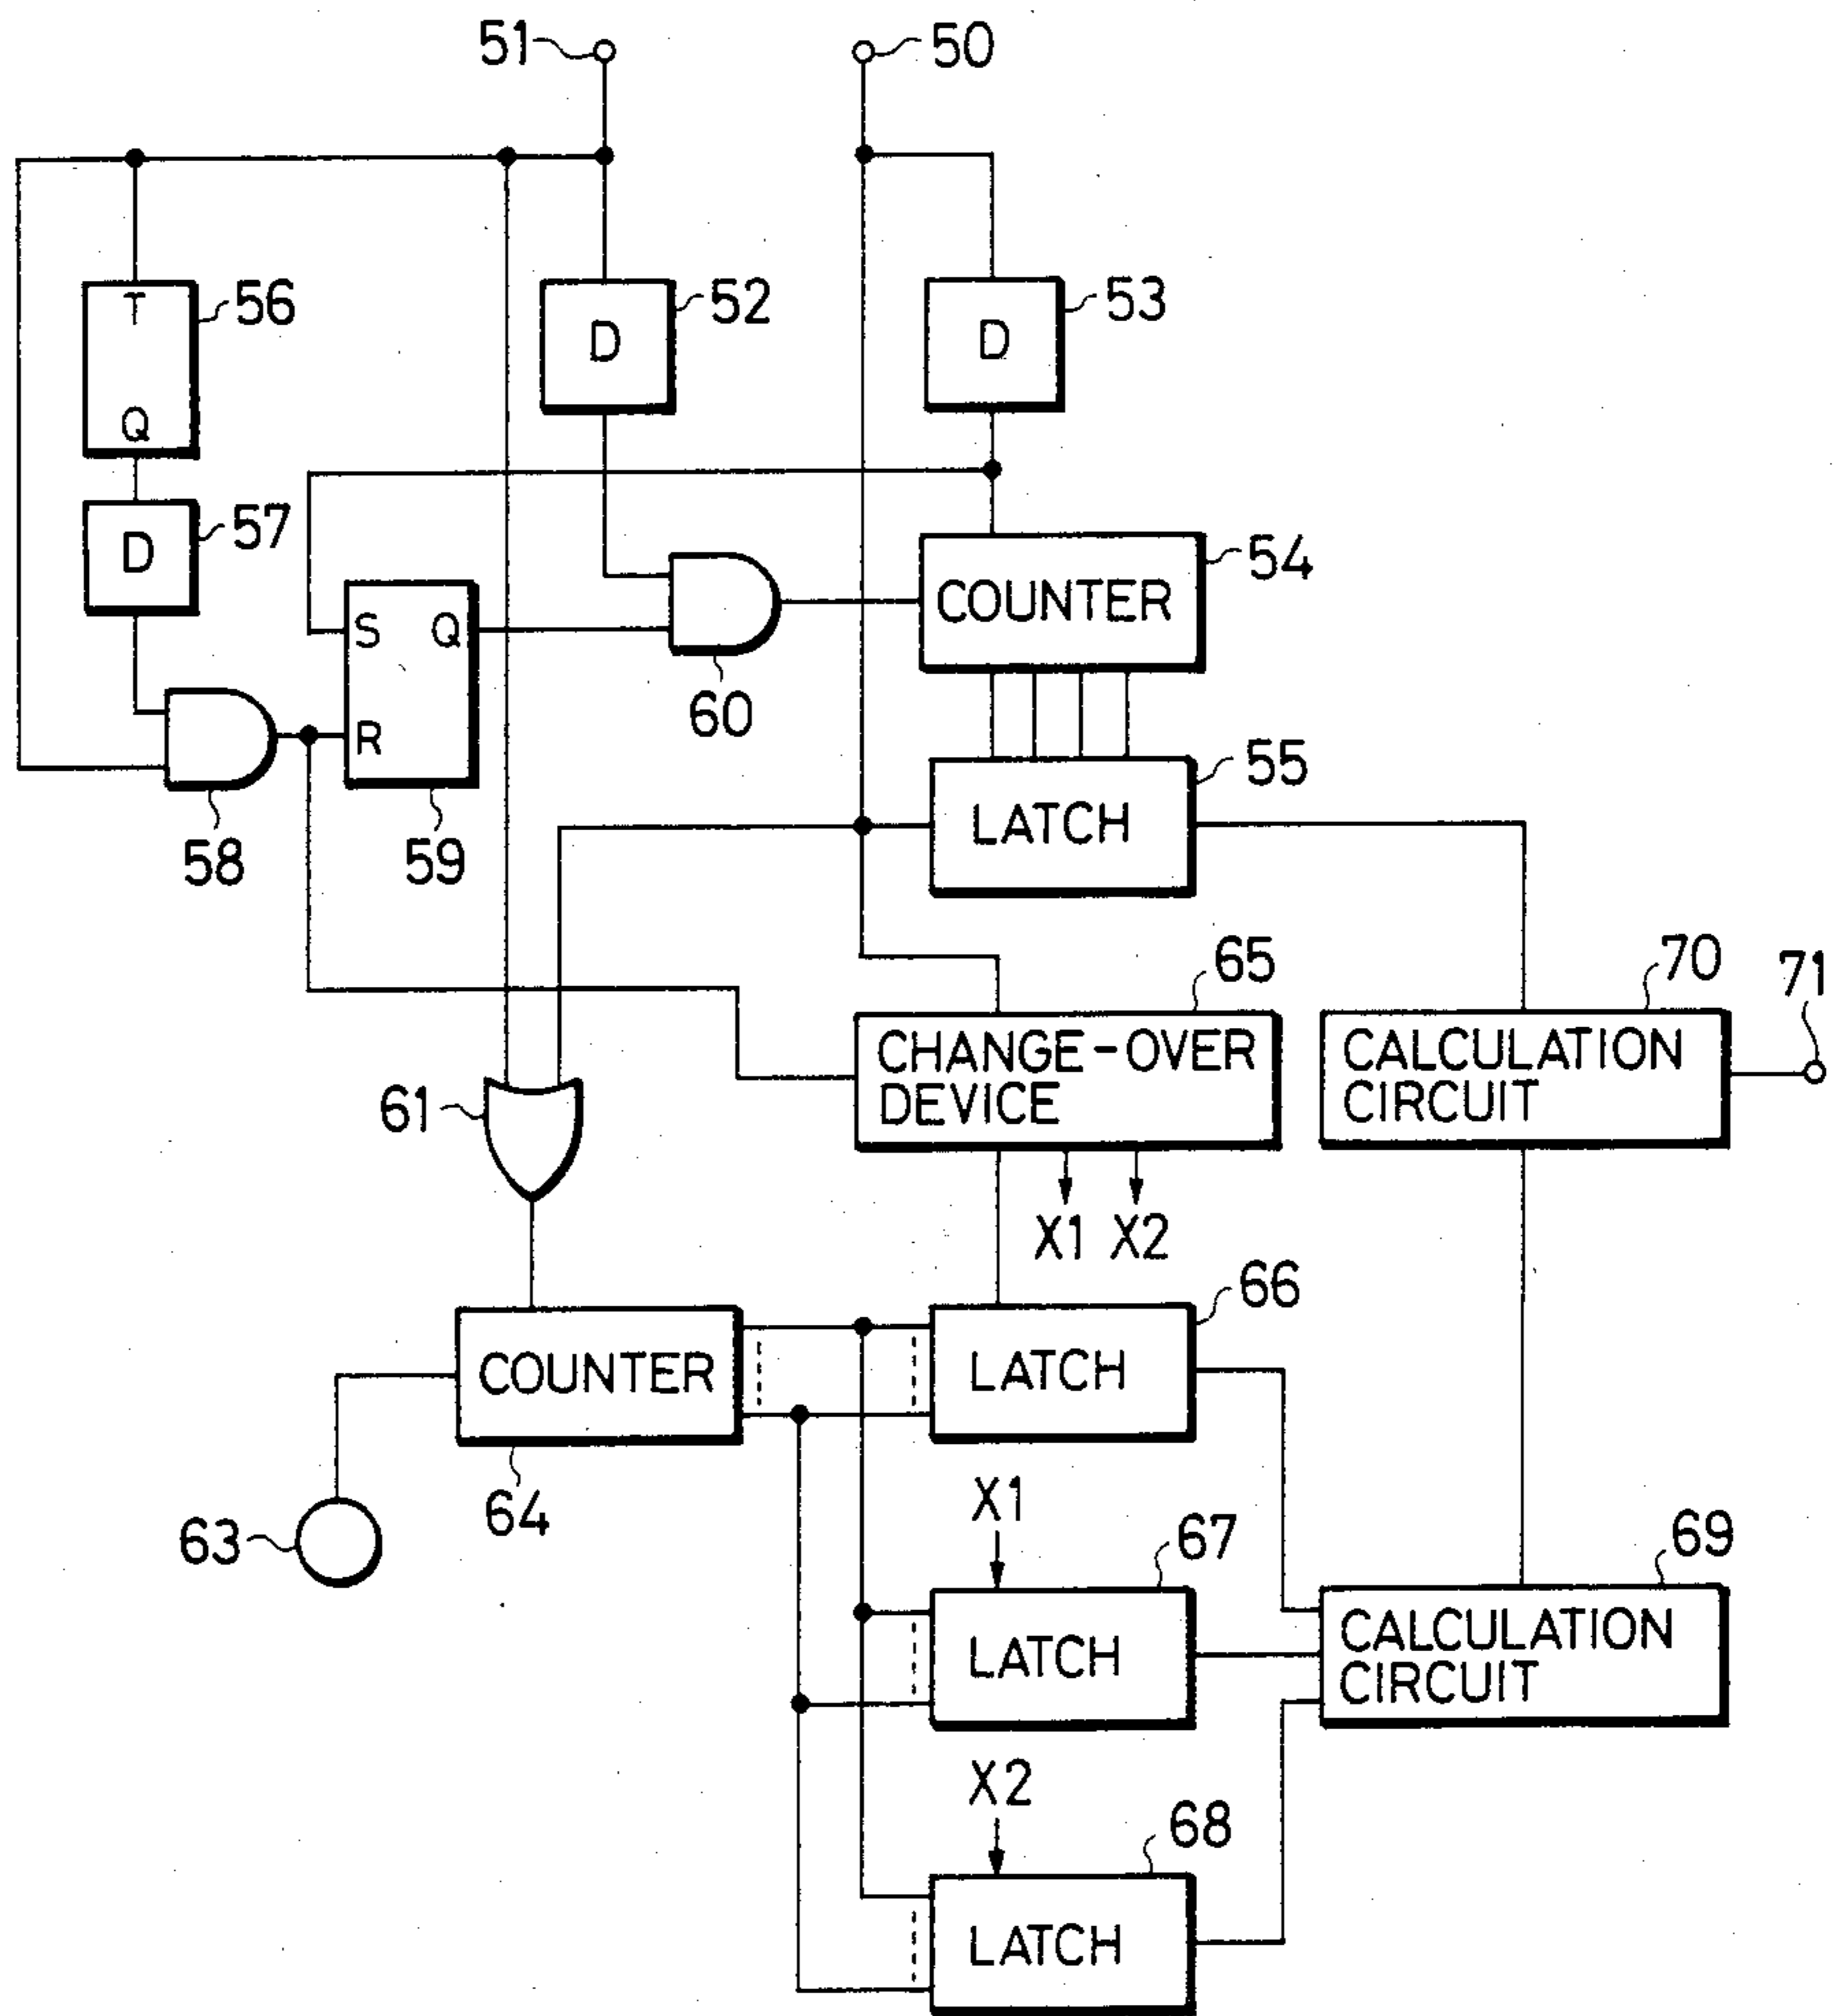 51
50
T
Q
56
D
52
D
53
D
57
S
Q
R
59
58
60
COUNTER
54
LATCH
55
61
CHANGE-OVER
DEVICE
65
X1
X2
CALCULATION
CIRCUIT
70
71
COUNTER
64
63
LATCH
66
X1
LATCH
67
X2
LATCH
68
CALCULATION
CIRCUIT
69